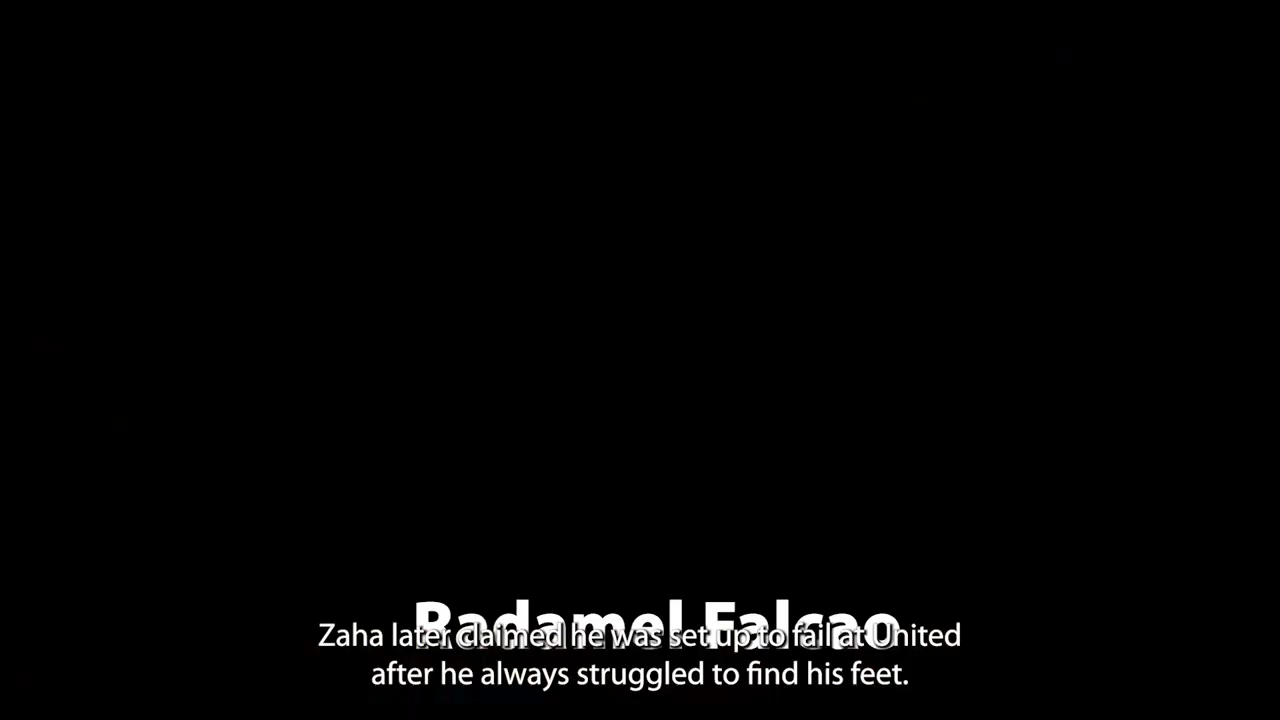 Radamel Falcao
Zaha later claimed he was set up to fail at United
after he always struggled to find his feet.